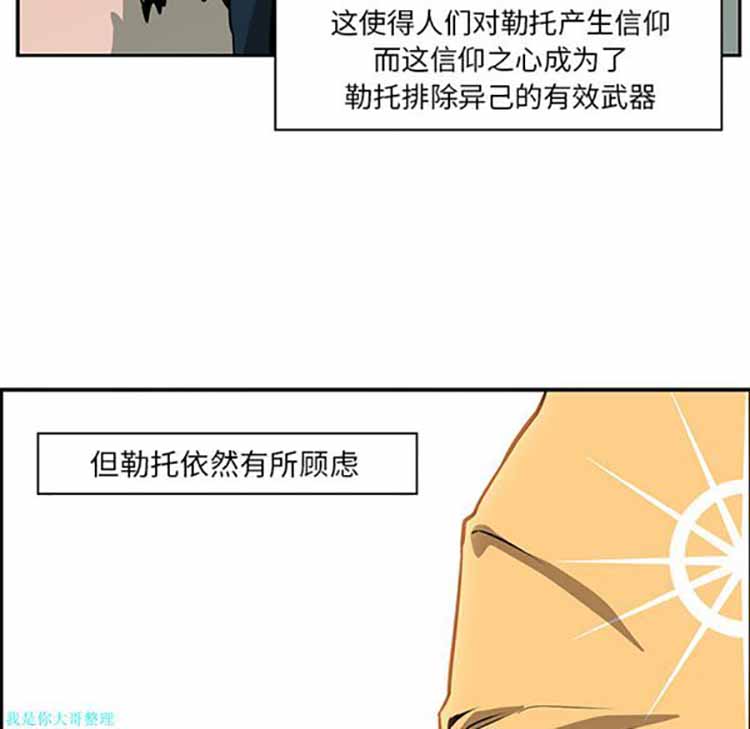 这使得人们对勒托产生信仰
而这信仰之心成为了
勒托排除异己的有效武器
但勒托依然有所顾虑
我是你大哥整理